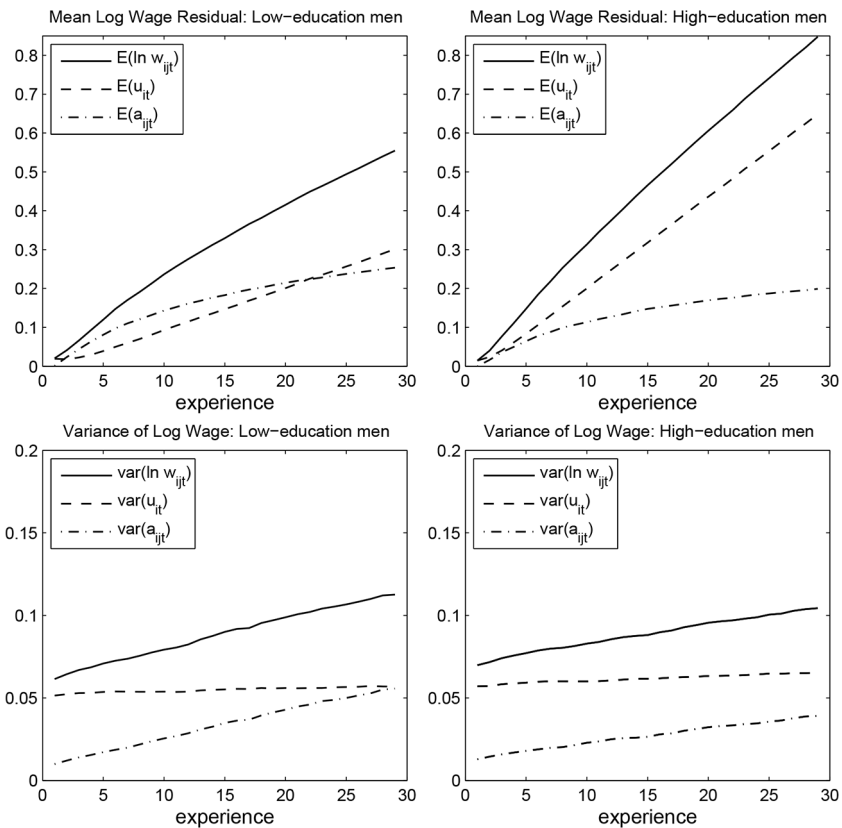 Mean Log Wage Residual: Low−education men
E(ln w_ijt)
E(u_it)
E(a_ijt)
0.8
0.7
0.6
0.5
0.4
0.3
0.2
0.1
0
0 5 10 15 20 25 30
experience
Mean Log Wage Residual: High−education men
E(ln w_ijt)
E(u_it)
E(a_ijt)
0.8
0.7
0.6
0.5
0.4
0.3
0.2
0.1
0
0 5 10 15 20 25 30
experience
Variance of Log Wage: Low−education men
var(ln w_ijt)
var(u_it)
var(a_ijt)
0.2
0.15
0.1
0.05
0
0 5 10 15 20 25 30
experience
Variance of Log Wage: High−education men
var(ln w_ijt)
var(u_it)
var(a_ijt)
0.2
0.15
0.1
0.05
0
0 5 10 15 20 25 30
experience